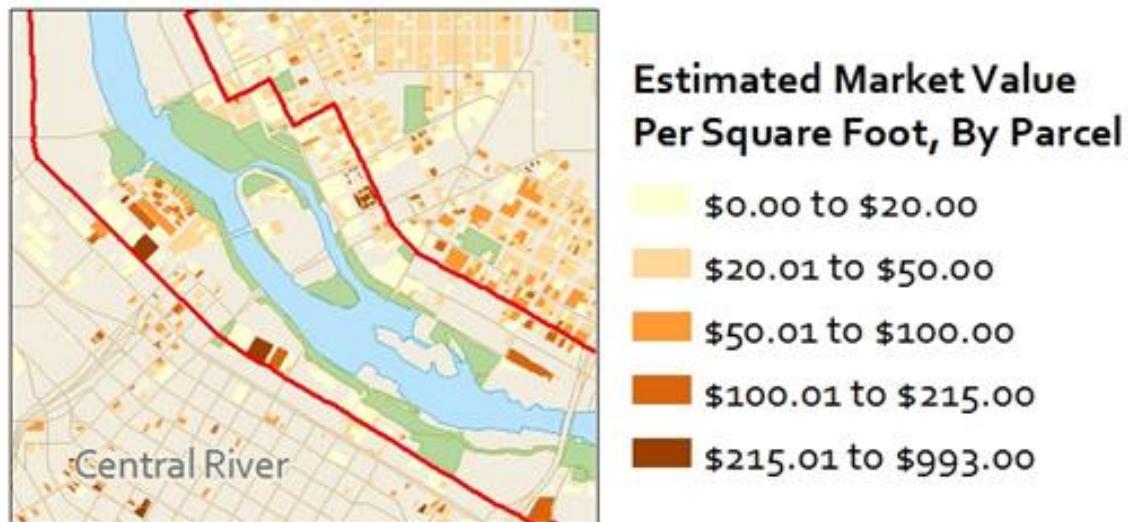 Estimated Market Value
Per Square Foot, By Parcel
$0.00 to $20.00
$20.01 to $50.00
$50.01 to $100.00
$100.01 to $215.00
$215.01 to $993.00
Central River